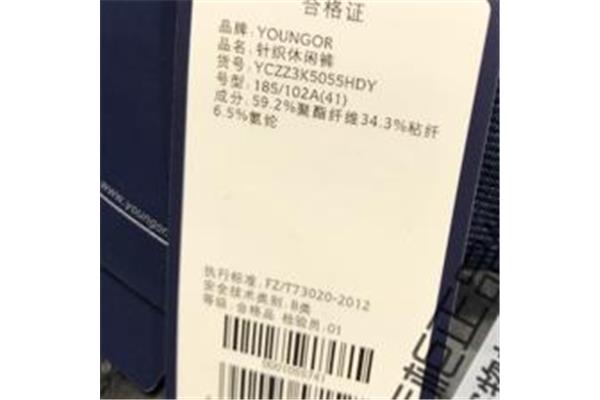 合格证
品牌: YOUNGOR
品名: 针织休闲裤
货号: YCZZ3K5055HDY
号型: 185/102A(41)
成分: 59.2%聚酯纤维34.3%粘纤
6.5%氨纶
www.youngor.
执行标准: FZ/T73020-2012
安全技术类别: B类
等级: 合格品 检验员: 01